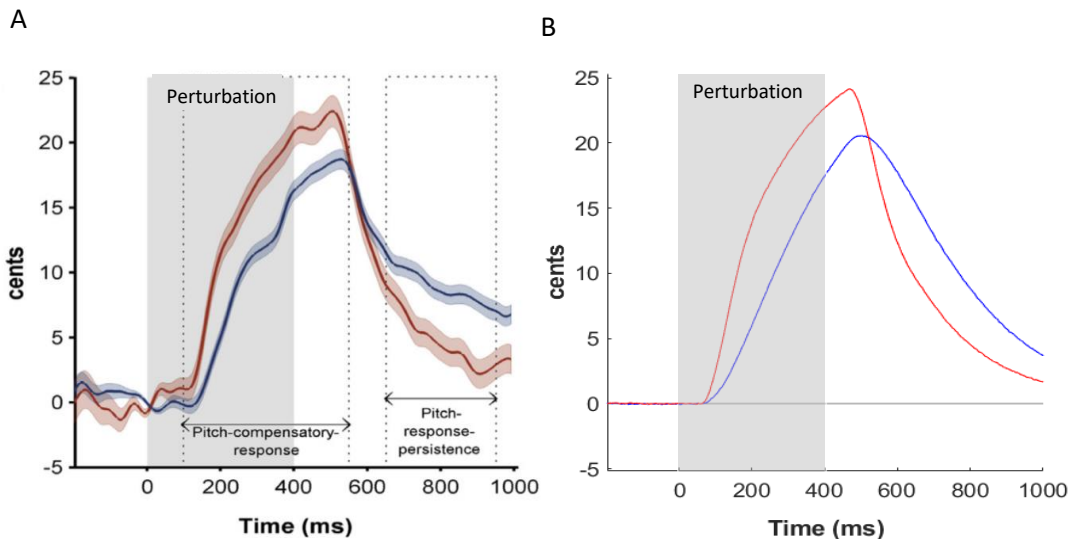 A
25
20
15
10
5
0
-5
cents
Perturbation
Pitch-compensatory-
response
Pitch-
response-
persistence
0 200 400 600 800 1000
Time (ms)
B
25
20
15
10
5
0
-5
cents
Perturbation
0 200 400 600 800 1000
Time (ms)